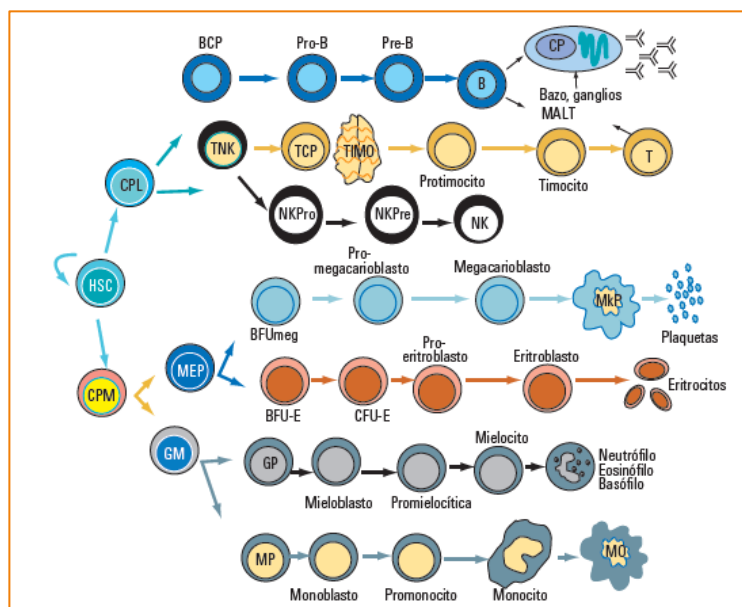 BCP
Pro-B
Pre-B
B
CP
Bazo, ganglios
MALT
TNK
TCP
TIMO
Protimocito
Timocito
T
CPL
NKPro
NKPre
NK
HSC
BFUmeg
Pro-
megacarioblasto
Megacarioblasto
MkP
Plaquetas
MEP
CPM
BFU-E
CFU-E
Pro-
eritroblasto
Eritroblasto
Eritrocitos
GM
GP
Mieloblasto
Promielocítica
Mielocito
Neutrófilo
Eosinófilo
Basófilo
MP
Monoblasto
Promonocito
Monocito
MO